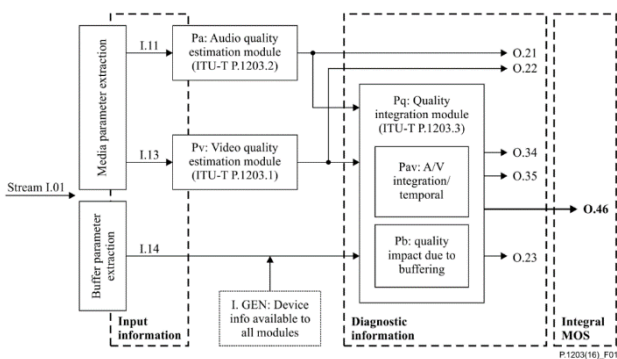 Media parameter extraction
I.11
Pa: Audio quality
estimation module
(ITU-T P.1203.2)
O.21
O.22
Pq: Quality
integration module
(ITU-T P.1203.3)
I.13
Pv: Video quality
estimation module
(ITU-T P.1203.1)
O.34
Pav: A/V
integration/
temporal
O.35
Stream I.01
O.46
Buffer parameter
extraction
I.14
Pb: quality
impact due to
buffering
O.23
I. GEN: Device
info available to
all modules
Input
information
Diagnostic
information
Integral
MOS
P.1203(16)_F01